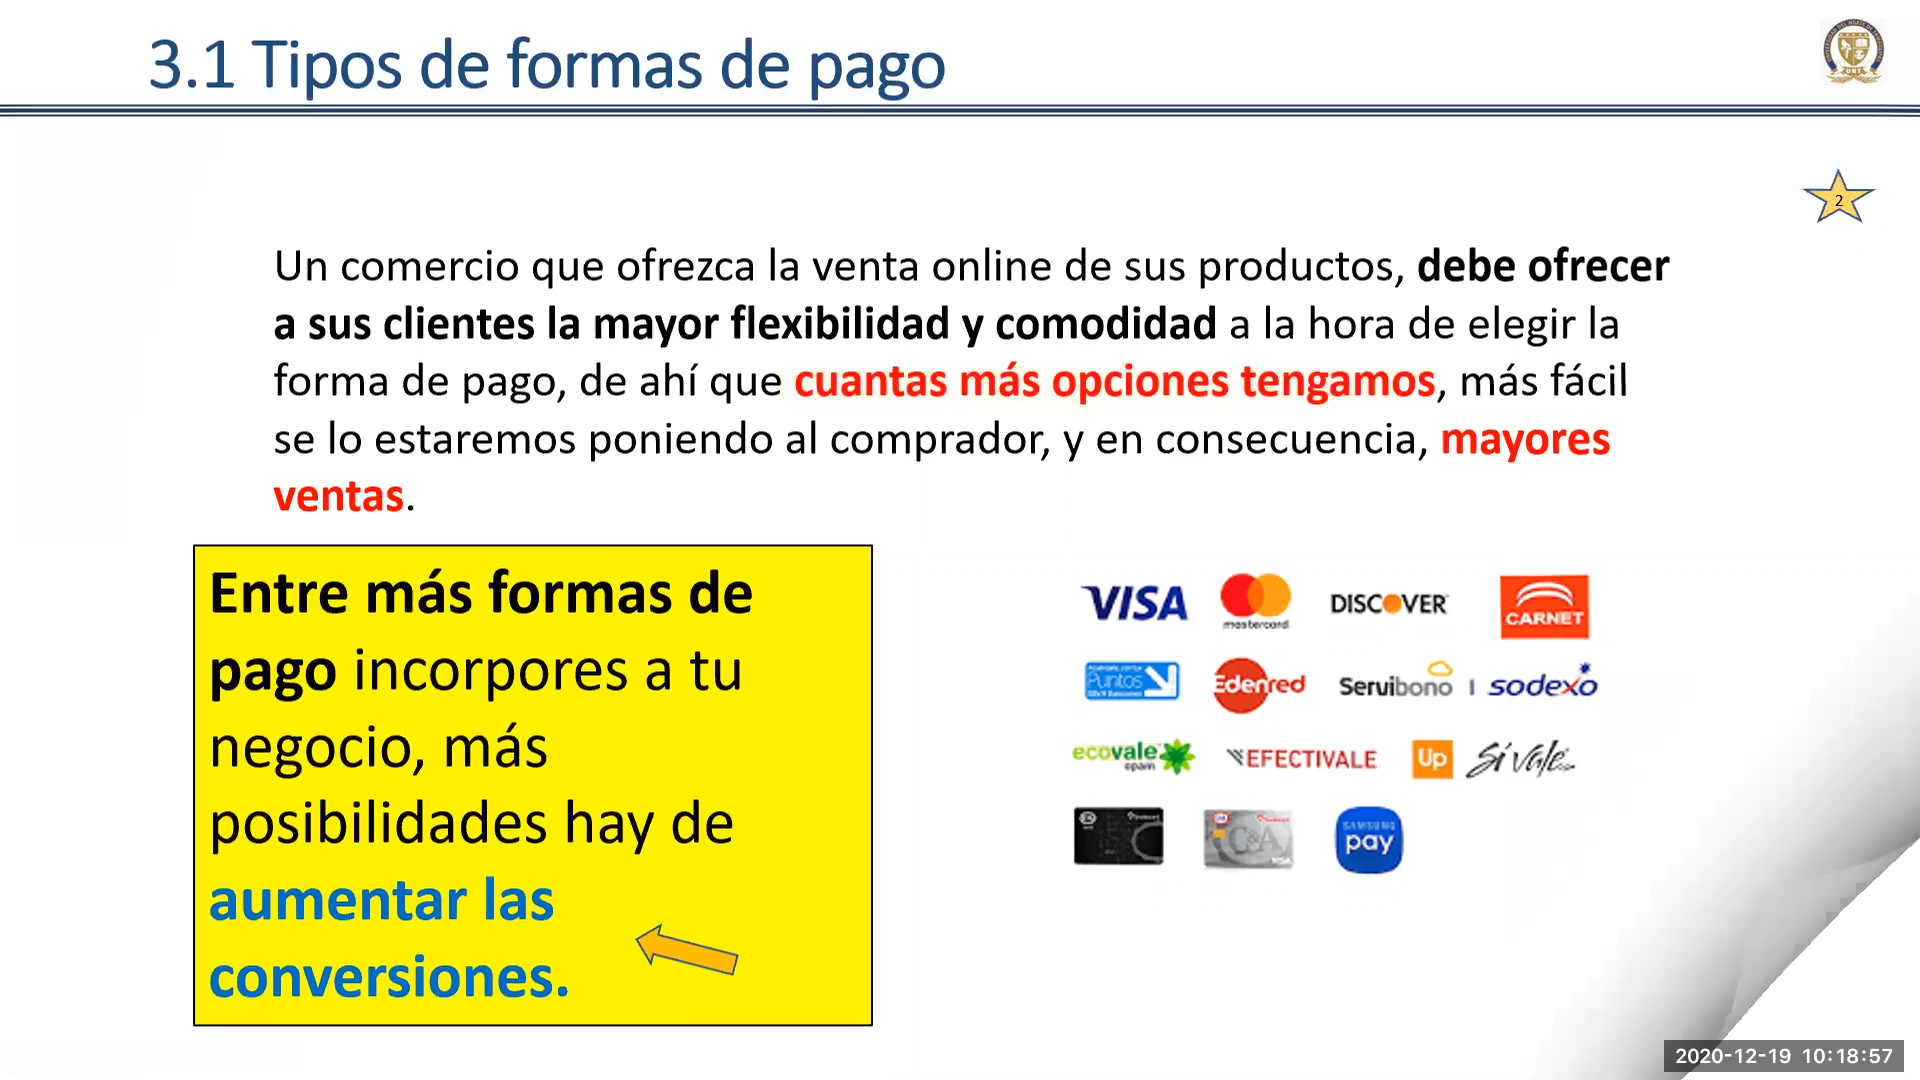 3.1 Tipos de formas de pago
2
Un comercio que ofrezca la venta online de sus productos, debe ofrecer
a sus clientes la mayor flexibilidad y comodidad a la hora de elegir la
forma de pago, de ahí que cuantas más opciones tengamos, más fácil
se lo estaremos poniendo al comprador, y en consecuencia, mayores
ventas.
Entre más formas de
pago incorpores a tu
negocio, más
posibilidades hay de
aumentar las
conversiones.
VISA mastercard DISCOVER CARNET
Puntos Edenred Servibono sodexo
ecovale EFECTIVALE Up Sí Vale
C&A VISA SAMSUNG pay
2020-12-19 10:18:57